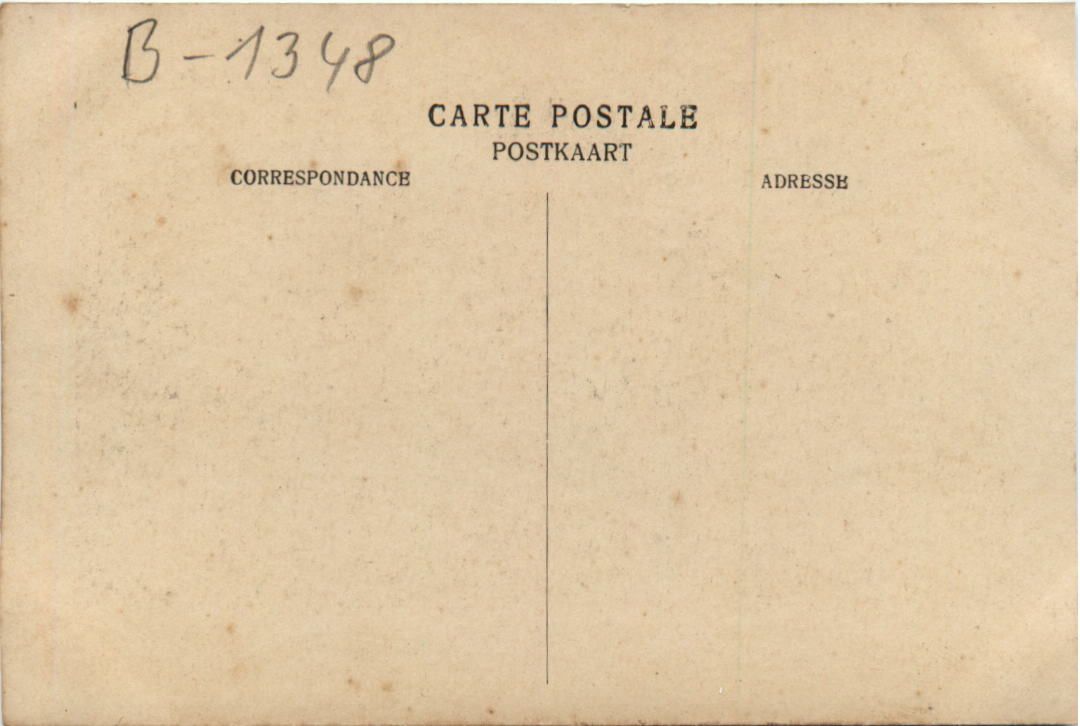 B-1348
CARTE POSTALE
POSTKAART
CORRESPONDANCE
ADRESSE